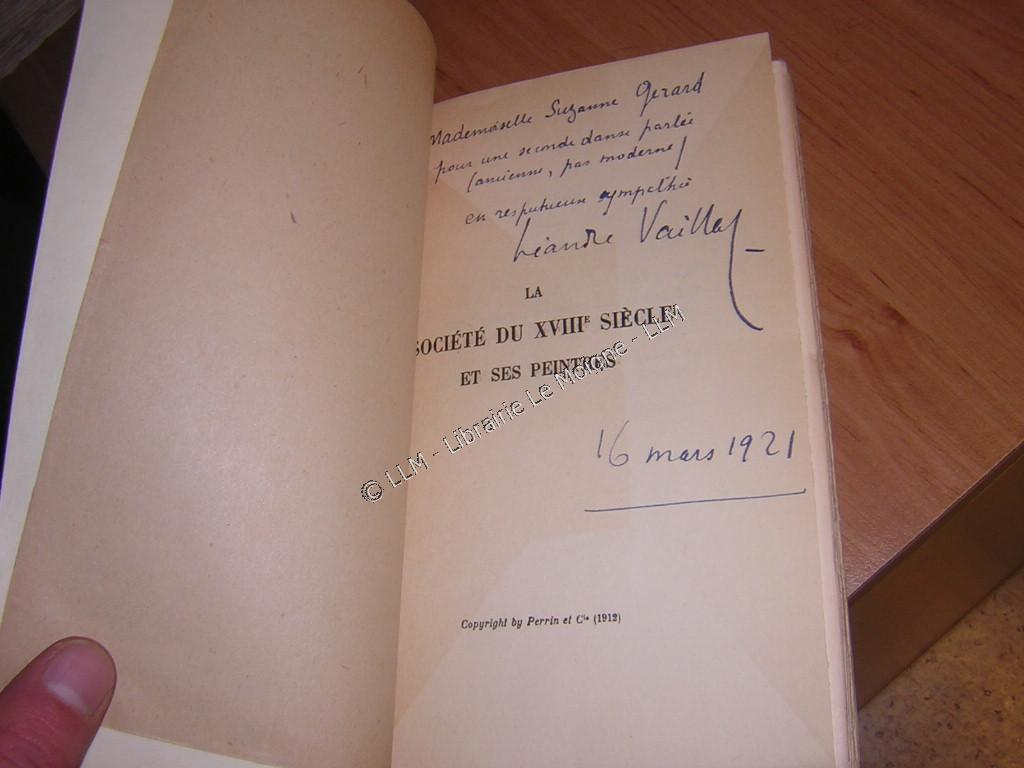 Mademoiselle Suzanne Gerard
pour une seconde danse parlée
(ancienne, pas moderne)
en respectueuse sympathie
Léandre Vaillat
LA
SOCIÉTÉ DU XVIIIE SIÈCLE
ET SES PEINTRES
16 mars 1921
Copyright by Perrin et Cie (1912)
© LLM - Librairie Le Moigne - LLM